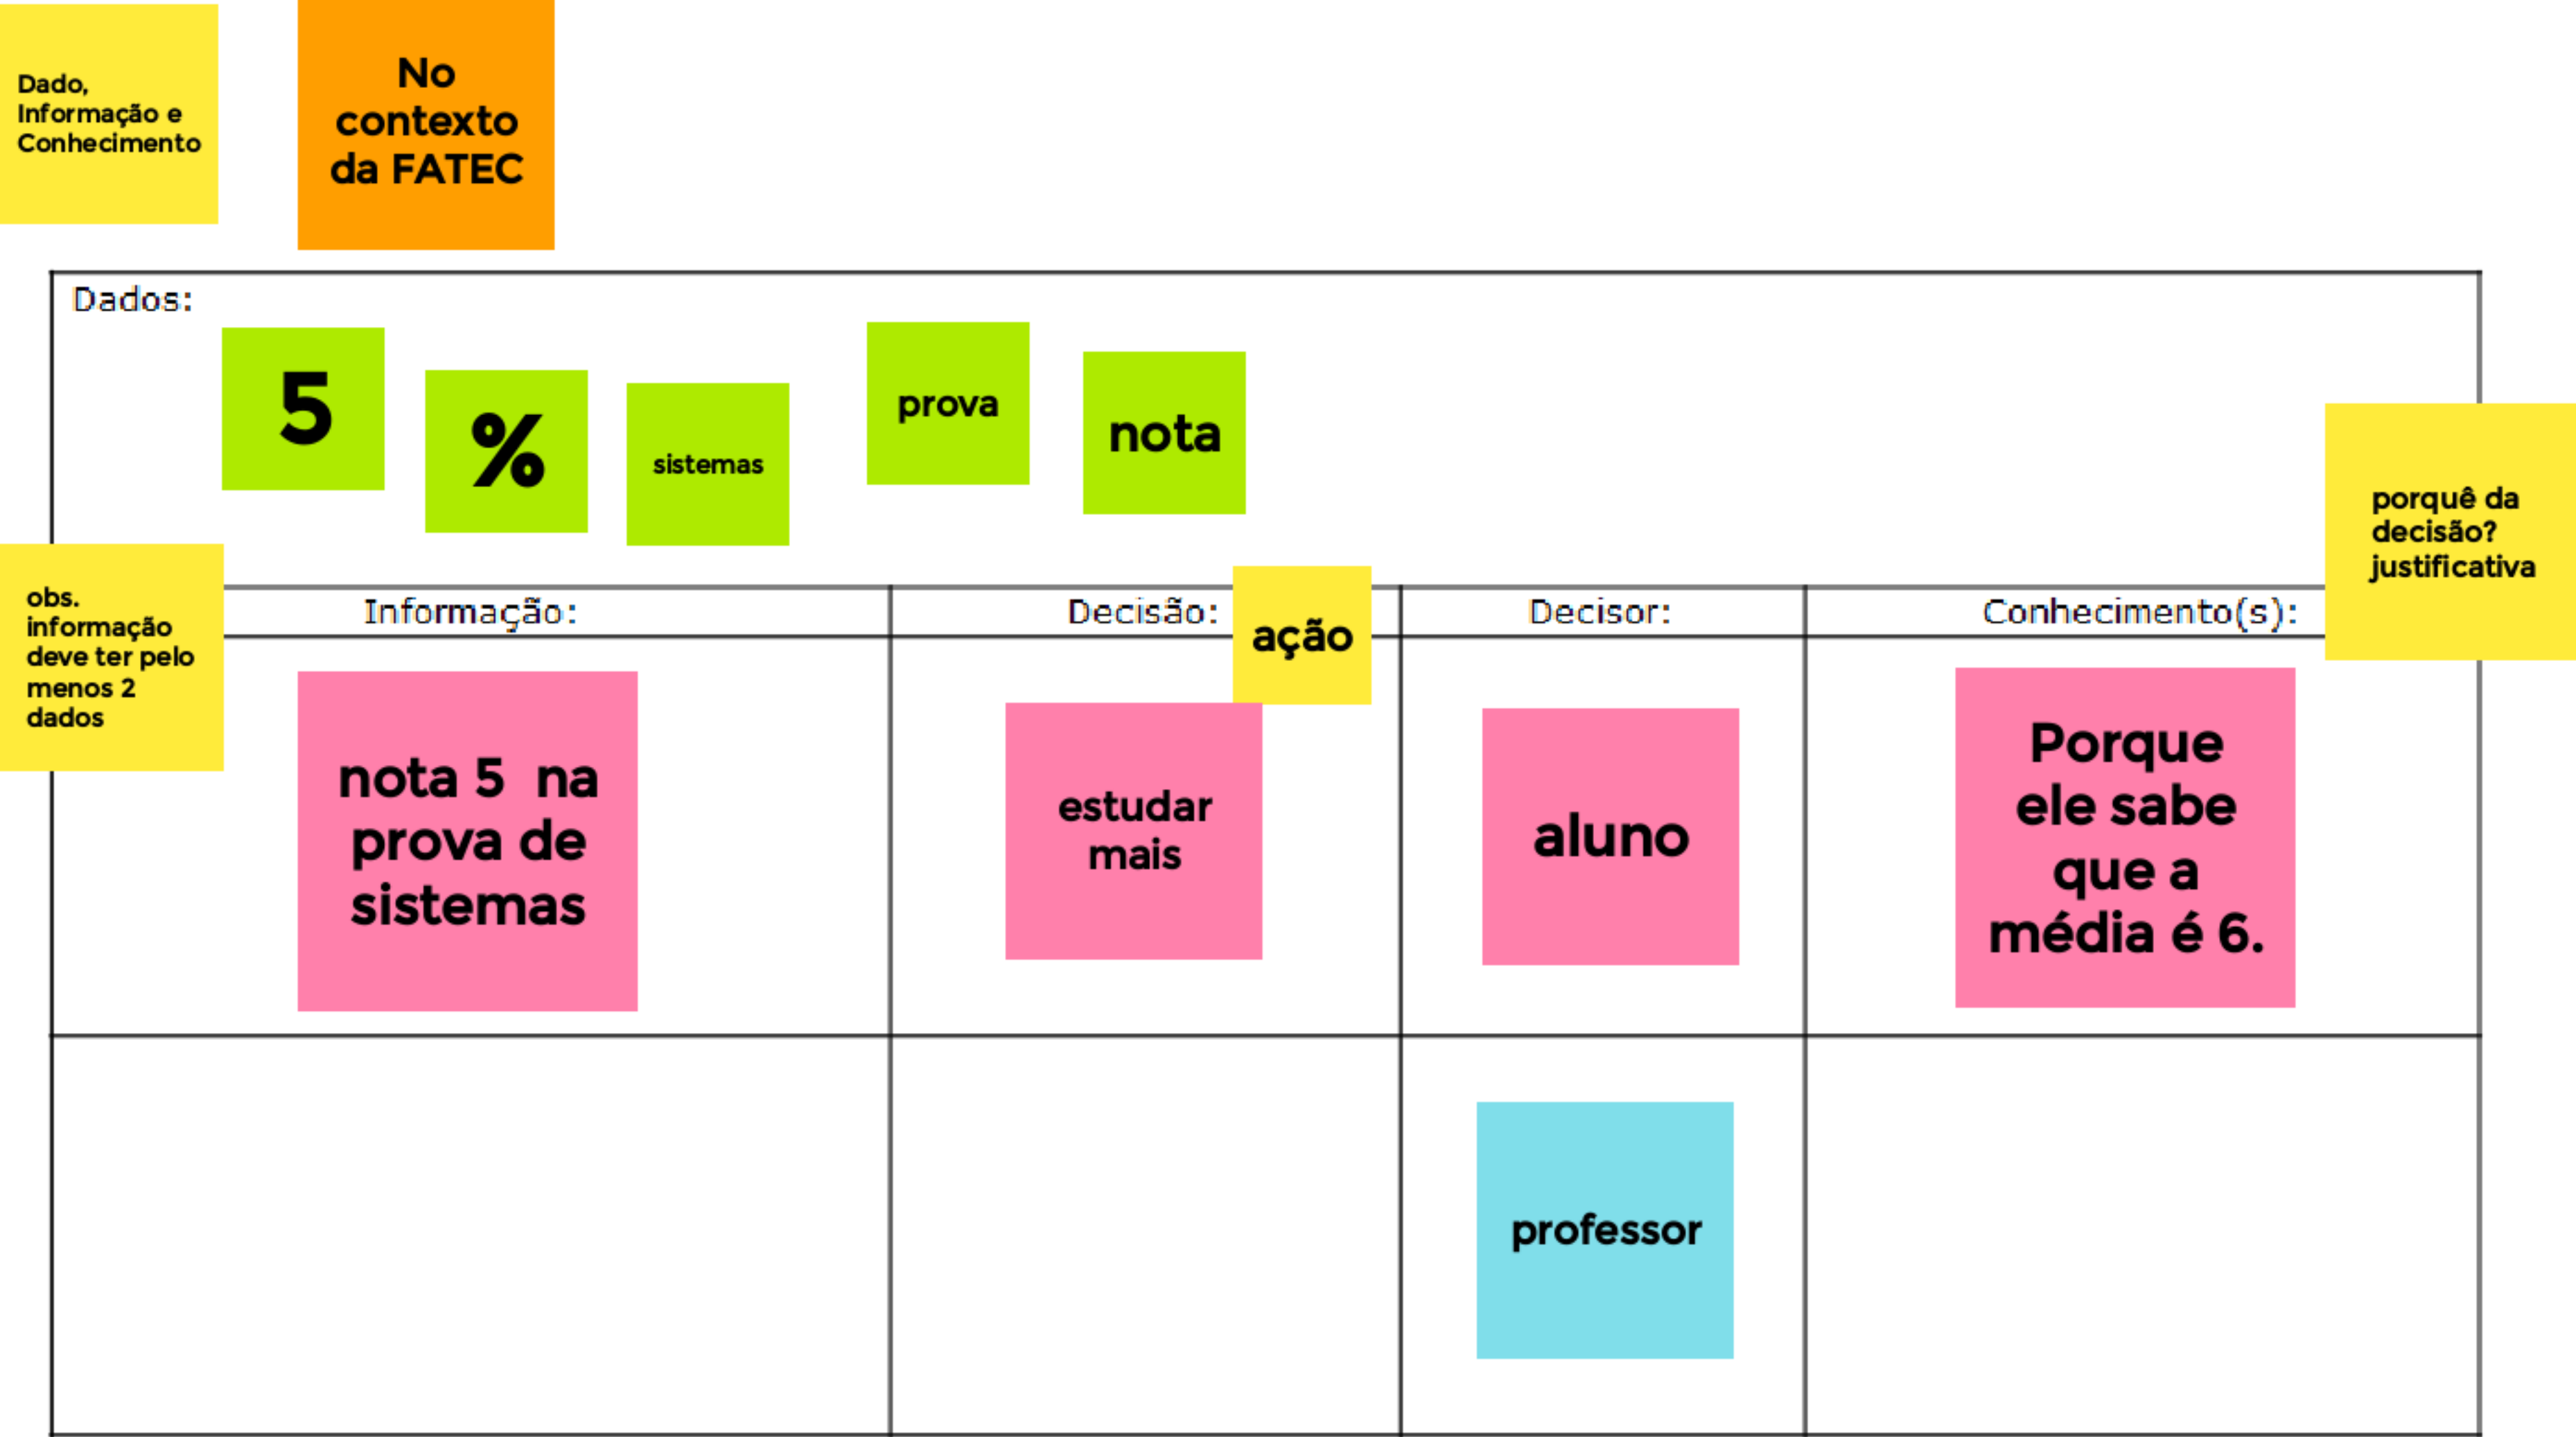 Dado,
Informação e
Conhecimento
No
contexto
da FATEC
Dados:
5
%
sistemas
prova
nota
porquê da
decisão?
justificativa
obs.
informação
deve ter pelo
menos 2
dados
Informação:
Decisão:
ação
Decisor:
Conhecimento(s):
nota 5  na
prova de
sistemas
estudar
mais
aluno
Porque
ele sabe
que a
média é 6.
professor